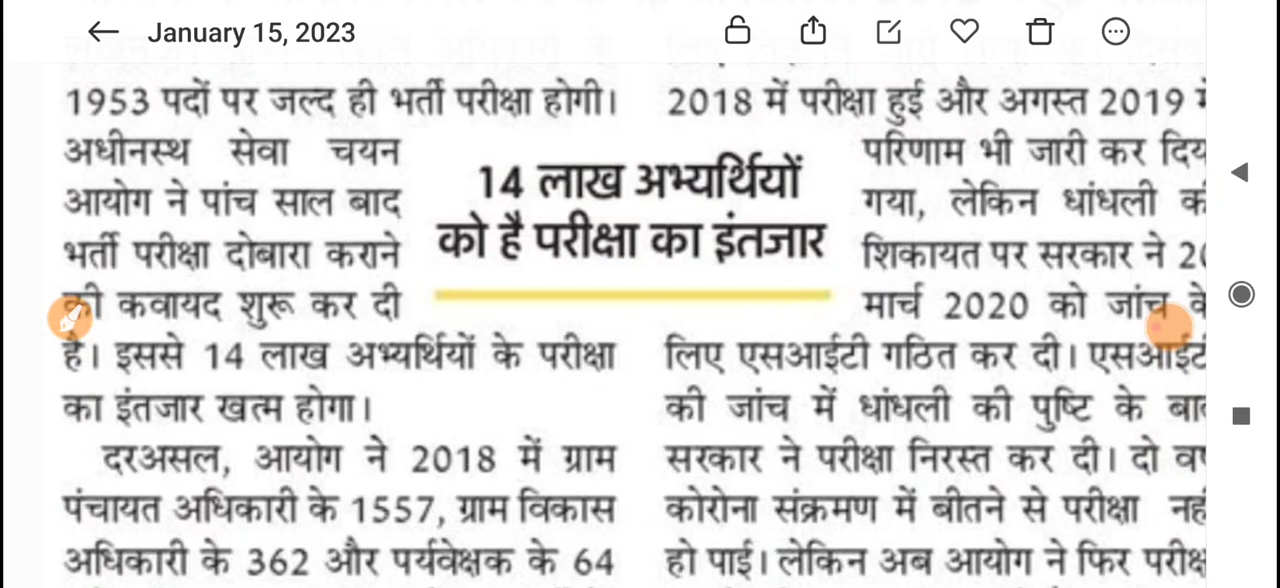 January 15, 2023
1953 पदों पर जल्द ही भर्ती परीक्षा होगी।
अधीनस्थ सेवा चयन
आयोग ने पांच साल बाद
भर्ती परीक्षा दोबारा कराने
की कवायद शुरू कर दी
है। इससे 14 लाख अभ्यर्थियों के परीक्षा
का इंतजार खत्म होगा।
दरअसल, आयोग ने 2018 में ग्राम
पंचायत अधिकारी के 1557, ग्राम विकास
अधिकारी के 362 और पर्यवेक्षक के 64
14 लाख अभ्यर्थियों
को है परीक्षा का इंतजार
2018 में परीक्षा हुई और अगस्त 2019
परिणाम भी जारी कर
गया, लेकिन धांधली
शिकायत पर सरकार ने
मार्च 2020 को जांच
लिए एसआईटी गठित कर दी।
की जांच में धांधली की पुष्टि के
सरकार ने परीक्षा निरस्त कर दी। दो
कोरोना संक्रमण में बीतने से परीक्षा
हो पाई। लेकिन अब आयोग ने फिर